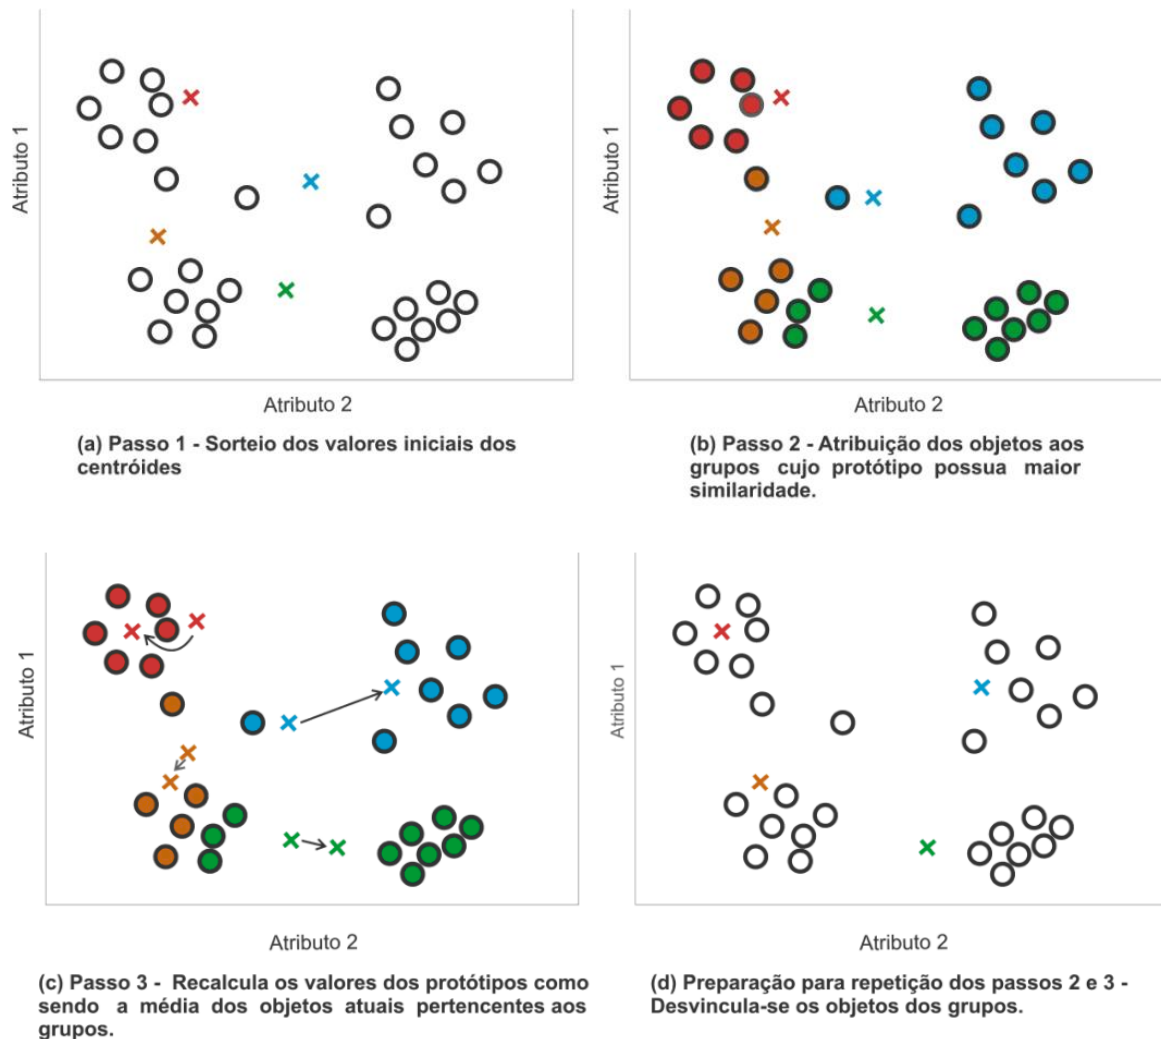 Atributo 1
Atributo 2
(a) Passo 1 - Sorteio dos valores iniciais dos
centróides
Atributo 1
Atributo 2
(b) Passo 2 - Atribuição dos objetos aos
grupos cujo protótipo possua maior
similaridade.
Atributo 1
Atributo 2
(c) Passo 3 - Recalcula os valores dos protótipos como
sendo a média dos objetos atuais pertencentes aos
grupos.
Atributo 1
Atributo 2
(d) Preparação para repetição dos passos 2 e 3 -
Desvincula-se os objetos dos grupos.